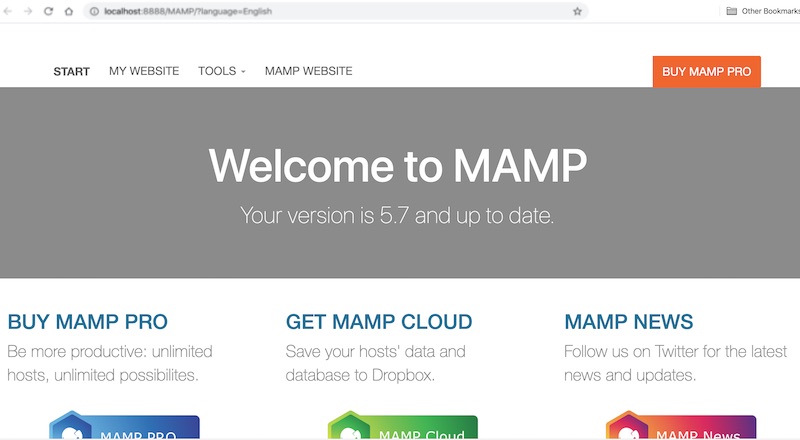 localhost:8888/MAMP/?language=English
Other Bookmarks
START MY WEBSITE TOOLS MAMP WEBSITE BUY MAMP PRO
Welcome to MAMP
Your version is 5.7 and up to date.
BUY MAMP PRO
Be more productive: unlimited
hosts, unlimited possibilites.
MAMP PRO
GET MAMP CLOUD
Save your hosts' data and
database to Dropbox.
MAMP Cloud
MAMP NEWS
Follow us on Twitter for the latest
news and updates.
MAMP News